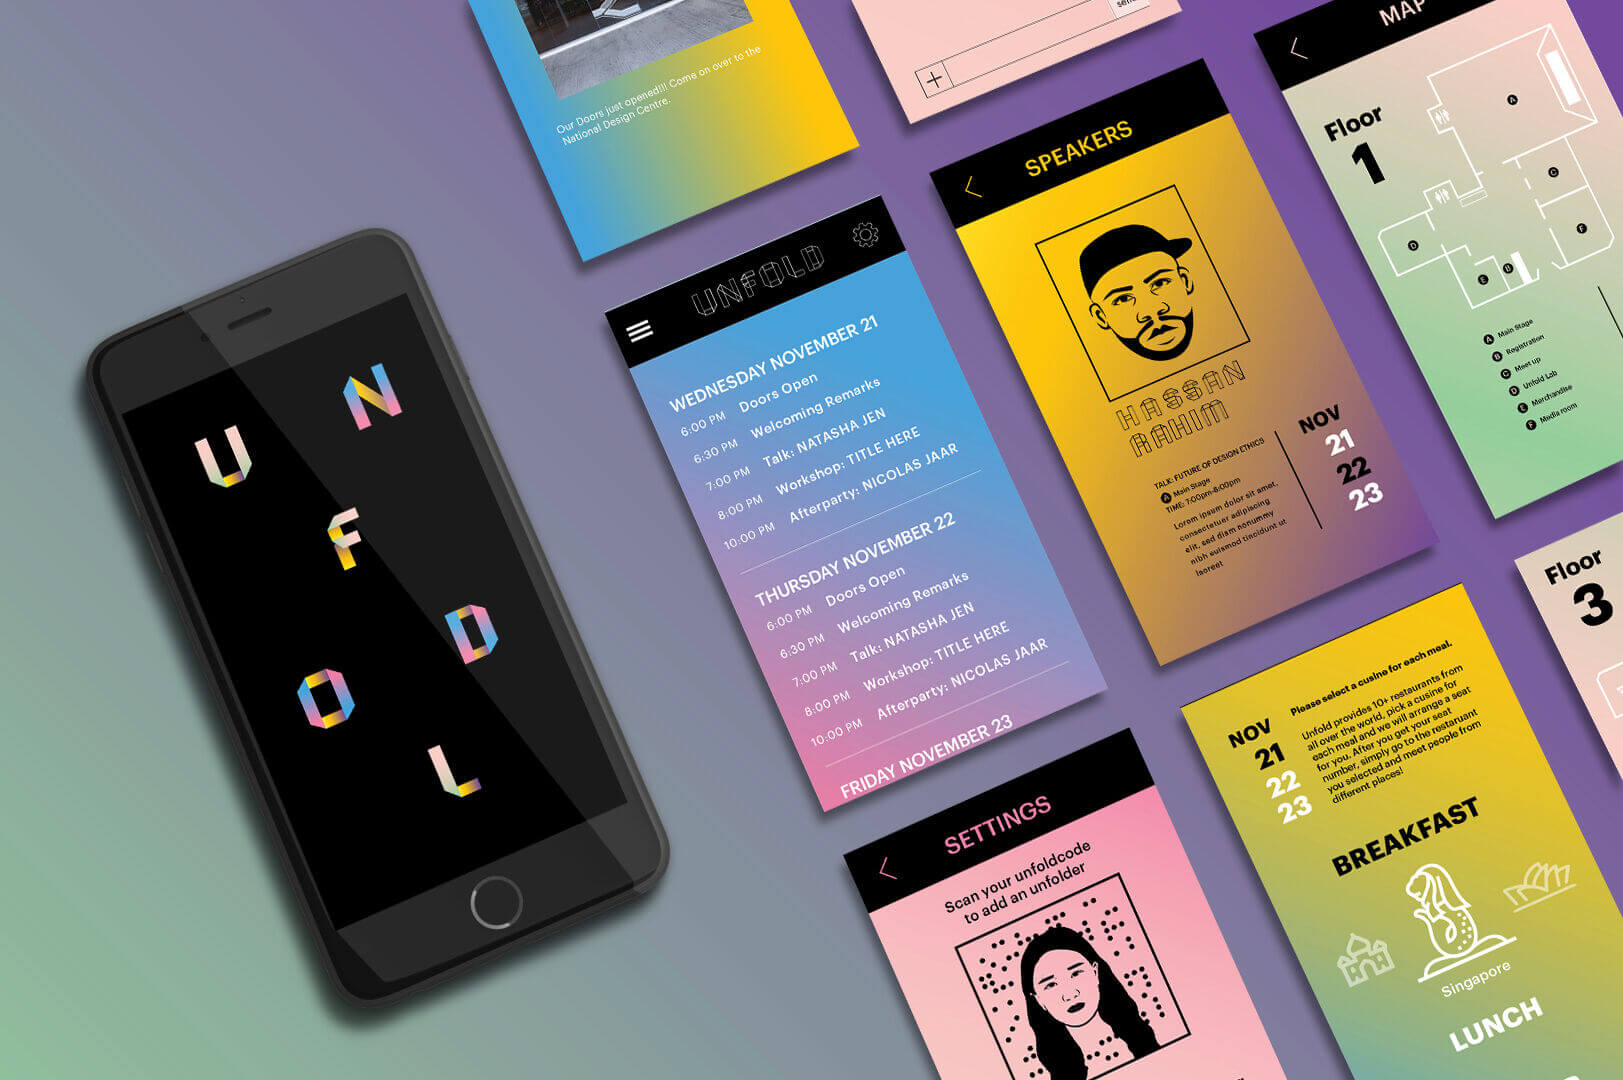 U
N
F
O
L
D
Our Doors just opened!!! Come on over to the
National Design Centre.
send
UNFOLD
WEDNESDAY NOVEMBER 21
6:00 PM Doors Open
6:30 PM Welcoming Remarks
7:00 PM Talk: NATASHA JEN
8:00 PM Workshop: TITLE HERE
10:00 PM Afterparty: NICOLAS JAAR
THURSDAY NOVEMBER 22
6:00 PM Doors Open
6:30 PM Welcoming Remarks
7:00 PM Talk: NATASHA JEN
8:00 PM Workshop: TITLE HERE
10:00 PM Afterparty: NICOLAS JAAR
FRIDAY NOVEMBER 23
SPEAKERS
HASSAN
RAHIM
TALK: FUTURE OF DESIGN ETHICS
A Main Stage
TIME: 7:00pm-8:00pm
Lorem ipsum dolor sit amet,
consectetuer adipiscing
elit, sed diam nonummy
nibh euismod tincidunt ut
laoreet
NOV
21
22
23
MAP
Floor
1
A
C
F
D
E
B
A Main Stage
B Registration
C Meet up
D Unfold Lab
E Merchandise
F Media room
SETTINGS
Scan your unfoldcode
to add an unfolder
NOV
21
22
23
Please select a cusine for each meal.
Unfold provides 10+ restaurants from
all over the world, pick a cusine for
each meal and we will arrange a seat
for you. After you get your seat
number, simply go to the restaruant
you selected and meet people from
different places!
BREAKFAST
Singapore
LUNCH
Floor
3